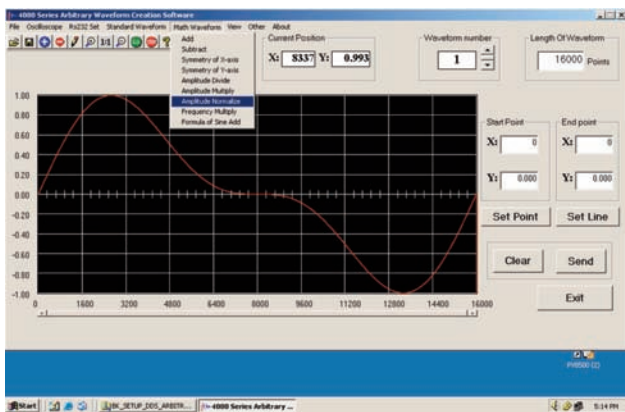 4000 Series Arbitrary Waveform Creation Software
File Oscilloscope Rs232 Set Standard Waveform Math Waveform View Other About
Add
Subtract
Symmetry of X-axis
Symmetry of Y-axis
Amplitude Divide
Amplitude Multiply
Amplitude Normalize
Frequency Multiply
Formula of Sine Add
1:1
Current Position
X: 8337 Y: 0.993
Waveform number
1
Length Of Waveform
16000 Points
1.00
0.80
0.60
0.40
0.20
0.00
-0.20
-0.40
-0.60
-0.80
-1.00
0 1600 3200 4800 6400 8000 9600 11200 12800 14400 16000
Start Point End point
X: 0 X: 0
Y: 0.000 Y: 0.000
Set Point Set Line
Clear Send
Exit
Start
4000 Series Arbitrary ...
5:14 PM